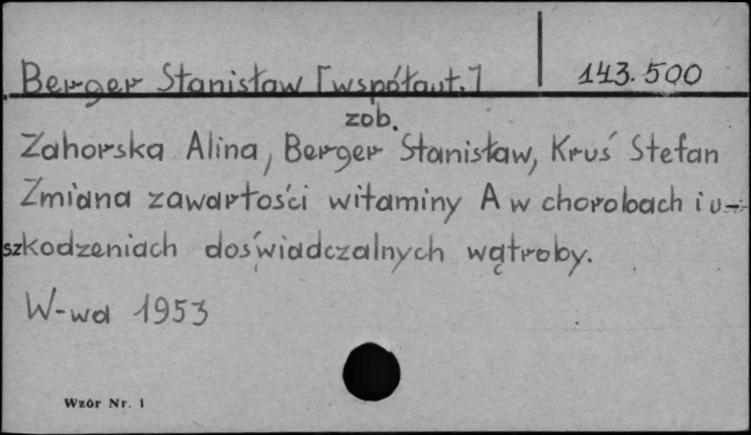 Berger Stanisław [współaut.] 143.500
zob.
Zahorska Alina, Berger Stanisław, Kruś Stefan
Zmiana zawartości witaminy A w chorobach i u-
szkodzeniach doświadczalnych wątroby.
W-wa 1953
Wzór Nr. 1